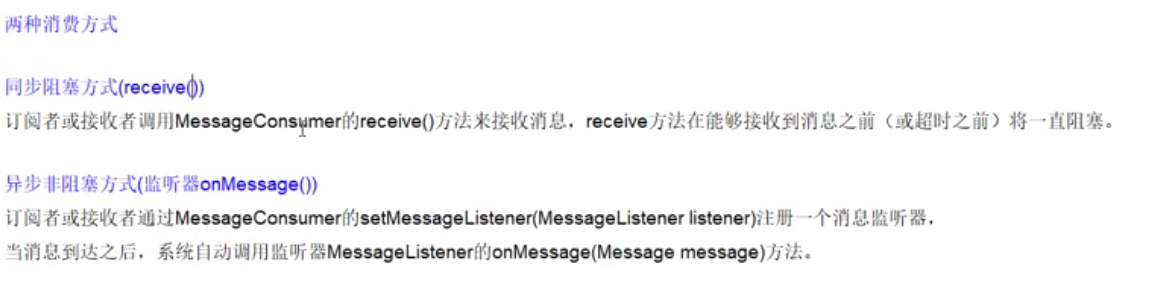 两种消费方式
同步阻塞方式(receive())
订阅者或接收者调用MessageConsumer的receive()方法来接收消息，receive方法在能够接收到消息之前（或超时之前）将一直阻塞。
异步非阻塞方式(监听器onMessage())
订阅者或接收者通过MessageConsumer的setMessageListener(MessageListener listener)注册一个消息监听器，
当消息到达之后，系统自动调用监听器MessageListener的onMessage(Message message)方法。